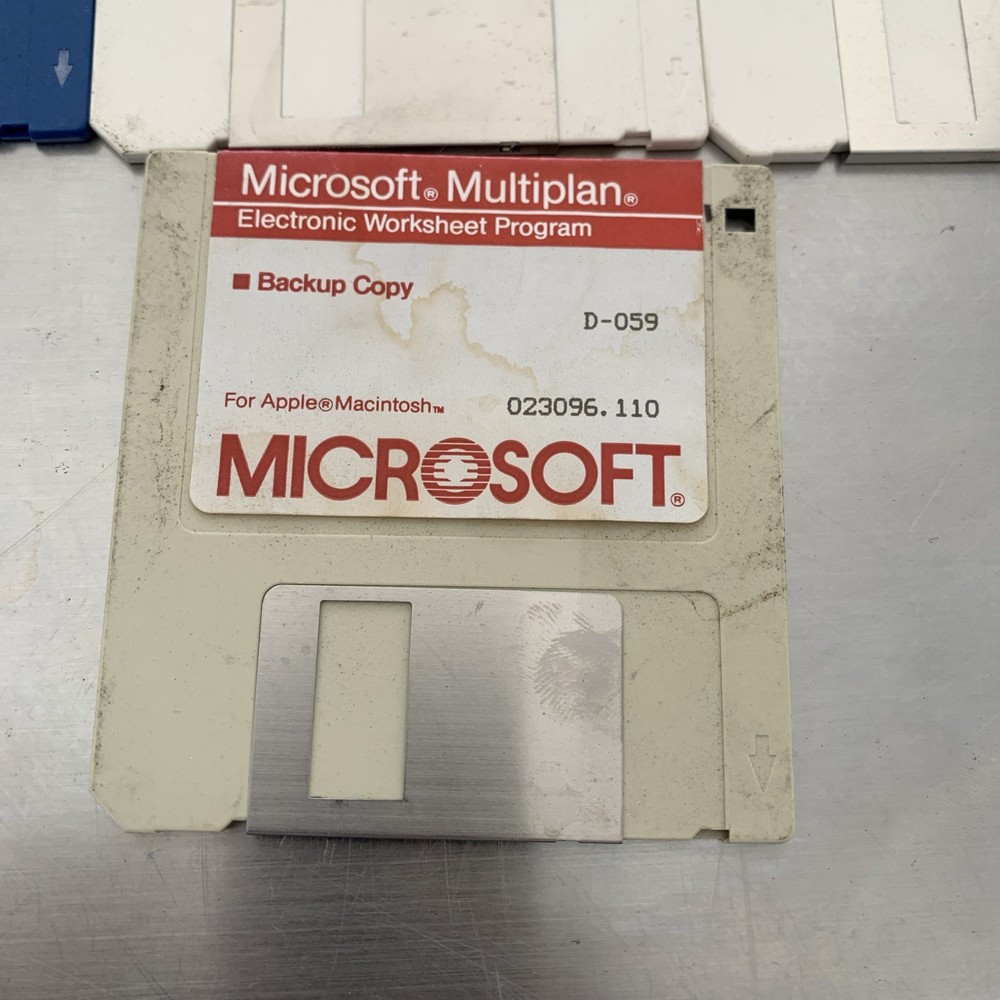 Microsoft® Multiplan®
Electronic Worksheet Program
■ Backup Copy
D-059
For Apple® Macintosh™
023096.110
MICROSOFT®